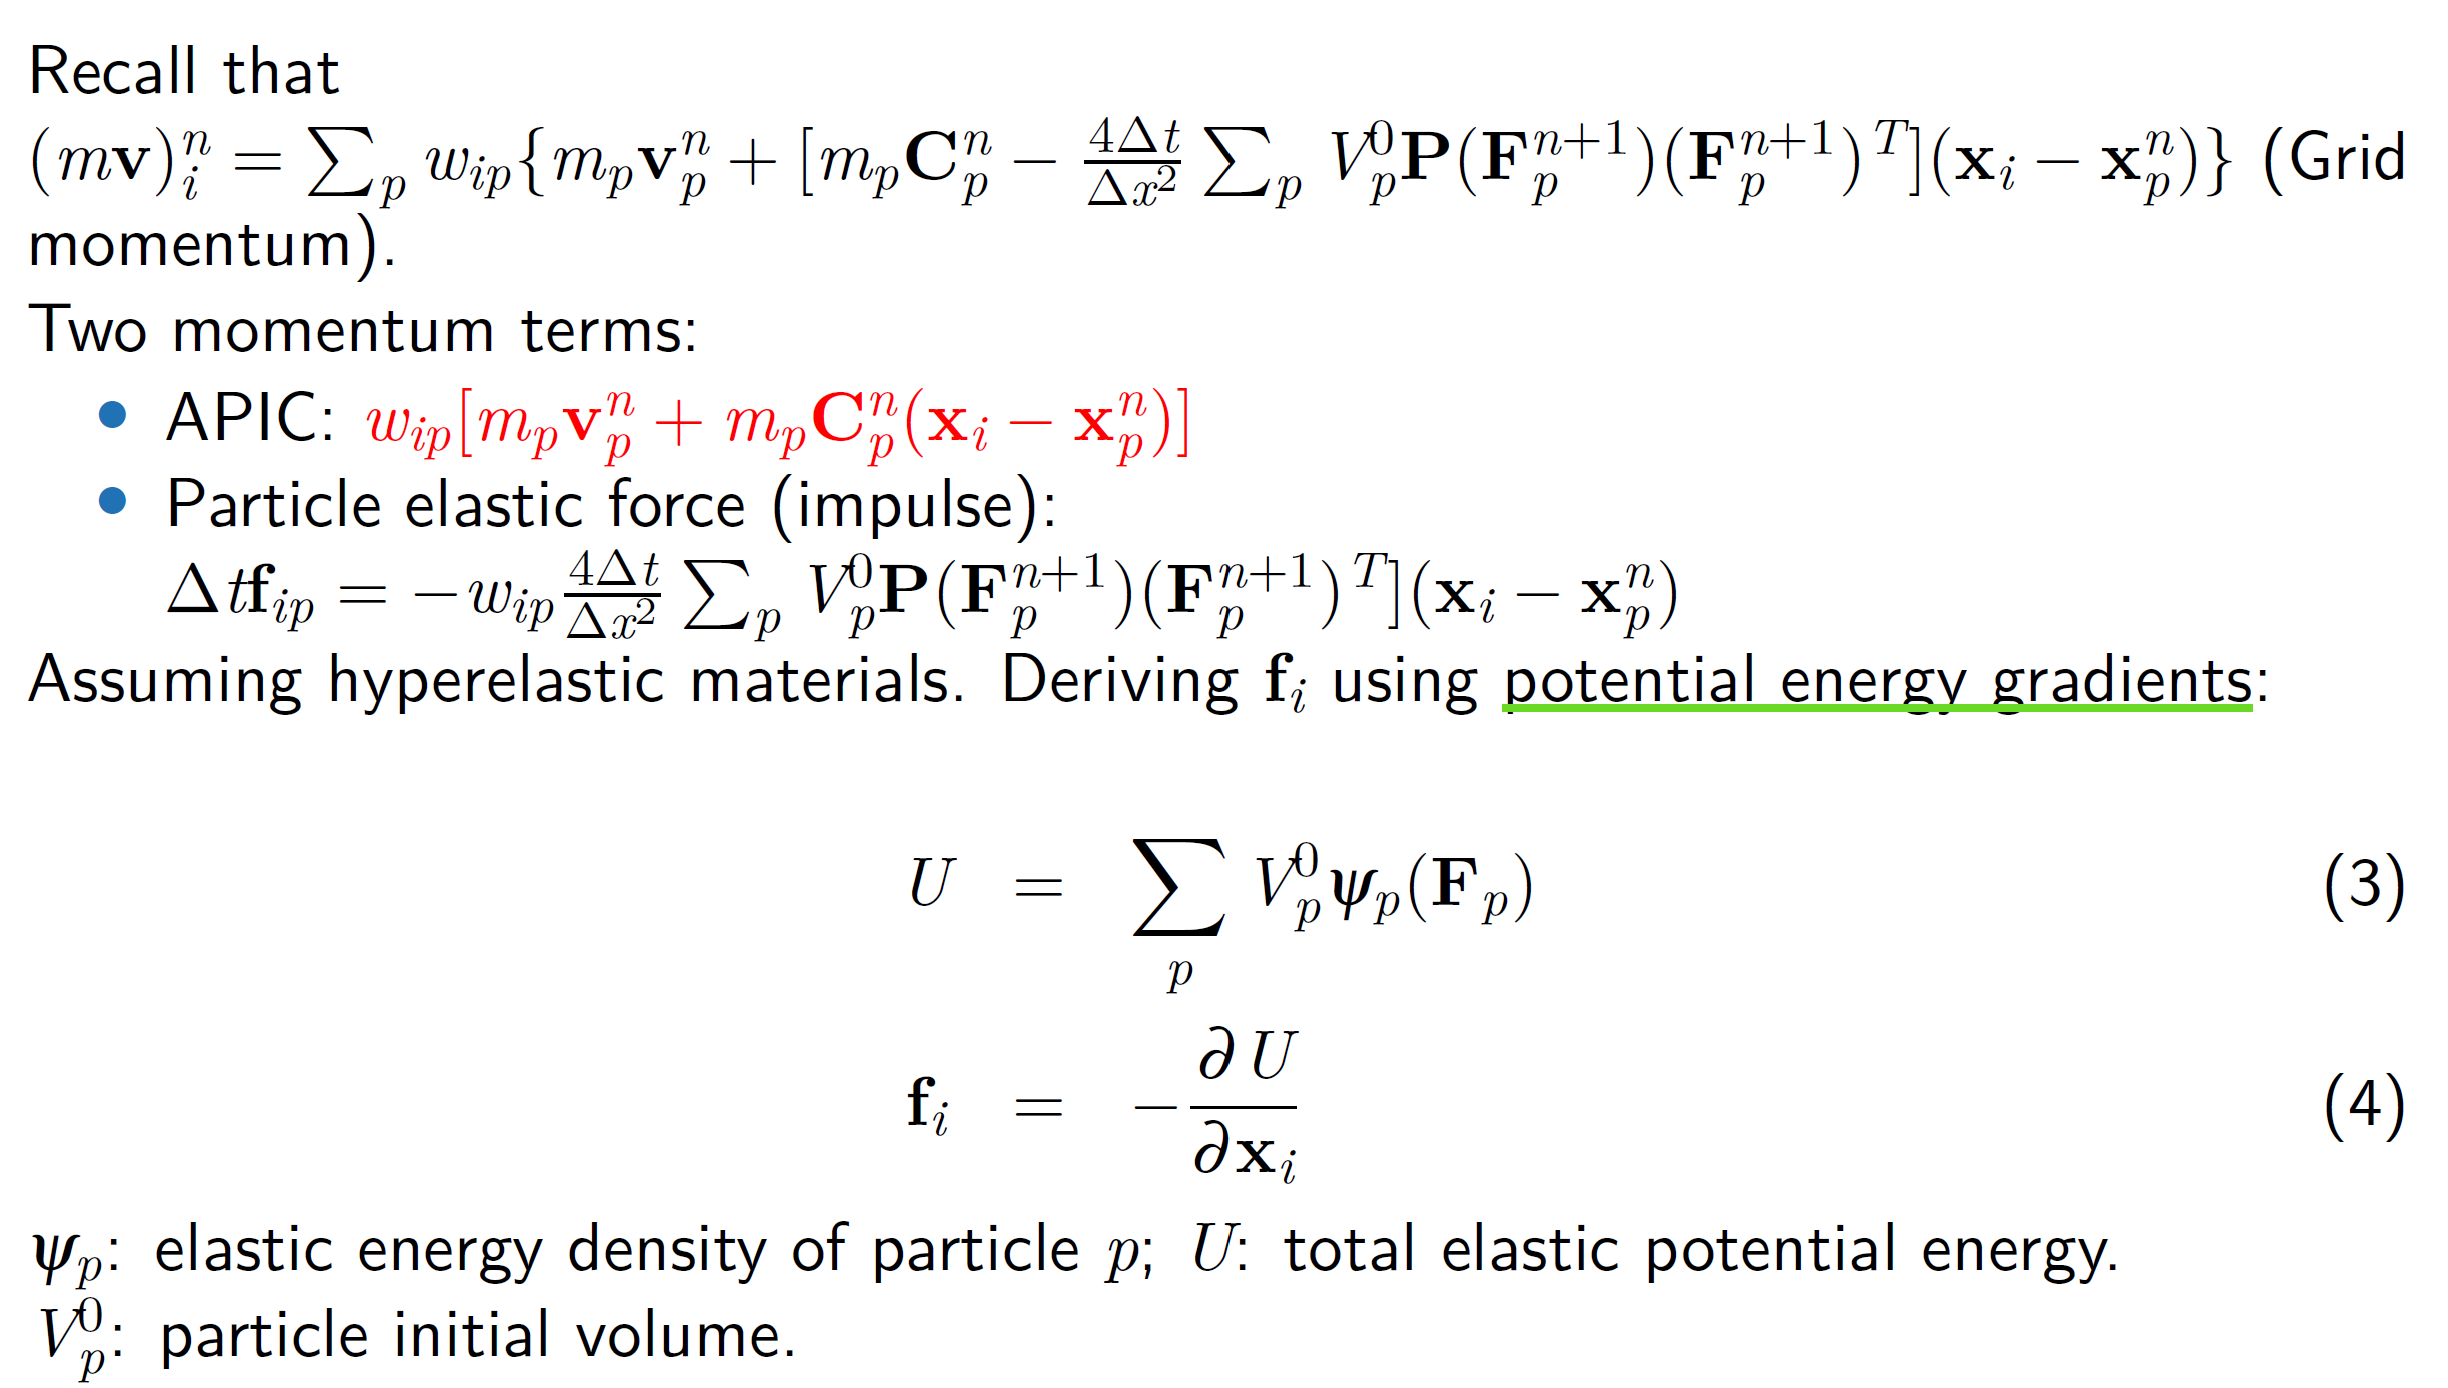 Recall that
$(m\mathbf{v})_i^n = \sum_p w_{ip}\{m_p\mathbf{v}_p^n + [m_p\mathbf{C}_p^n - \frac{4\Delta t}{\Delta x^2}\sum_p V_p^0\mathbf{P}(\mathbf{F}_p^{n+1})(\mathbf{F}_p^{n+1})^T](\mathbf{x}_i - \mathbf{x}_p^n)\}$ (Grid
momentum).
Two momentum terms:
• APIC: $w_{ip}[m_p\mathbf{v}_p^n + m_p\mathbf{C}_p^n(\mathbf{x}_i - \mathbf{x}_p^n)]$
• Particle elastic force (impulse):
$\Delta t\mathbf{f}_{ip} = -w_{ip}\frac{4\Delta t}{\Delta x^2}\sum_p V_p^0\mathbf{P}(\mathbf{F}_p^{n+1})(\mathbf{F}_p^{n+1})^T](\mathbf{x}_i - \mathbf{x}_p^n)$
Assuming hyperelastic materials. Deriving $\mathbf{f}_i$ using potential energy gradients:
$U = \sum_p V_p^0\boldsymbol{\psi}_p(\mathbf{F}_p)$ (3)
$\mathbf{f}_i = -\frac{\partial U}{\partial \mathbf{x}_i}$ (4)
$\boldsymbol{\psi}_p$: elastic energy density of particle $p$; $U$: total elastic potential energy.
$V_p^0$: particle initial volume.